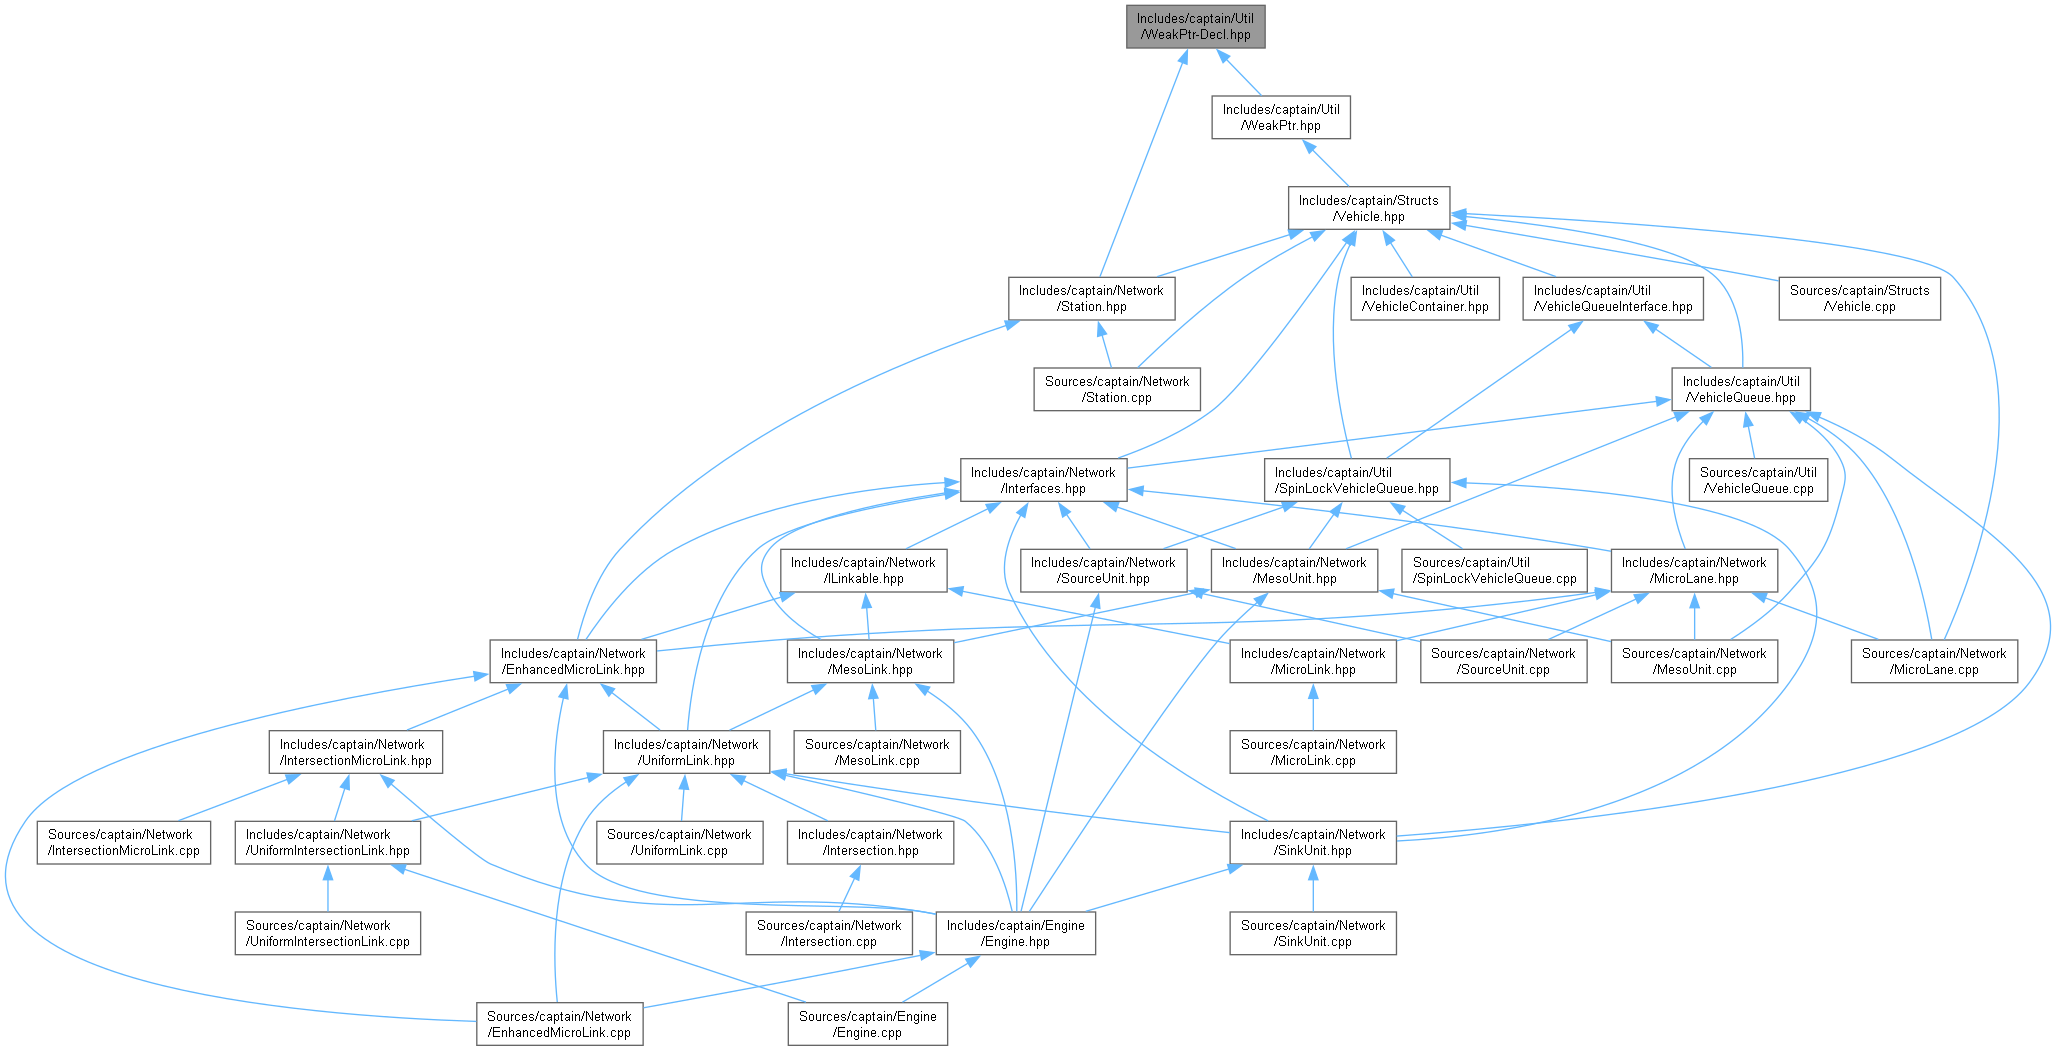 Includes/captain/Util
/WeakPtr-Decl.hpp
Includes/captain/Util
/WeakPtr.hpp
Includes/captain/Structs
/Vehicle.hpp
Includes/captain/Network
/Station.hpp
Includes/captain/Util
/VehicleContainer.hpp
Includes/captain/Util
/VehicleQueueInterface.hpp
Sources/captain/Structs
/Vehicle.cpp
Sources/captain/Network
/Station.cpp
Includes/captain/Util
/VehicleQueue.hpp
Includes/captain/Network
/Interfaces.hpp
Includes/captain/Util
/SpinLockVehicleQueue.hpp
Sources/captain/Util
/VehicleQueue.cpp
Includes/captain/Network
/ILinkable.hpp
Includes/captain/Network
/SourceUnit.hpp
Includes/captain/Network
/MesoUnit.hpp
Sources/captain/Util
/SpinLockVehicleQueue.cpp
Includes/captain/Network
/MicroLane.hpp
Includes/captain/Network
/EnhancedMicroLink.hpp
Includes/captain/Network
/MesoLink.hpp
Includes/captain/Network
/MicroLink.hpp
Sources/captain/Network
/SourceUnit.cpp
Sources/captain/Network
/MesoUnit.cpp
Sources/captain/Network
/MicroLane.cpp
Includes/captain/Network
/IntersectionMicroLink.hpp
Includes/captain/Network
/UniformLink.hpp
Sources/captain/Network
/MesoLink.cpp
Sources/captain/Network
/MicroLink.cpp
Sources/captain/Network
/IntersectionMicroLink.cpp
Includes/captain/Network
/UniformIntersectionLink.hpp
Sources/captain/Network
/UniformLink.cpp
Includes/captain/Network
/Intersection.hpp
Includes/captain/Network
/SinkUnit.hpp
Sources/captain/Network
/UniformIntersectionLink.cpp
Sources/captain/Network
/Intersection.cpp
Includes/captain/Engine
/Engine.hpp
Sources/captain/Network
/SinkUnit.cpp
Sources/captain/Network
/EnhancedMicroLink.cpp
Sources/captain/Engine
/Engine.cpp